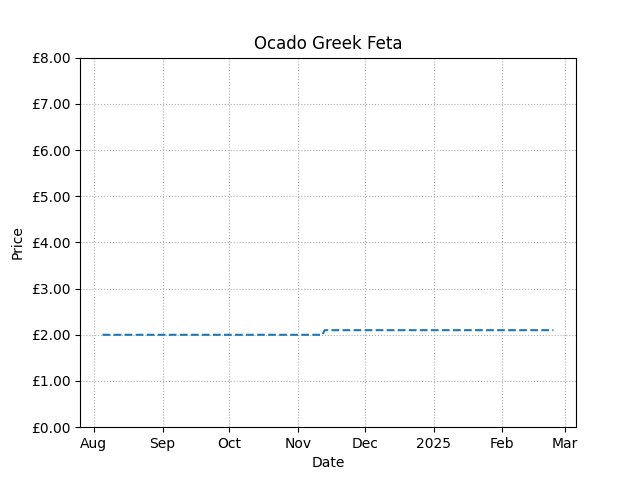 Ocado Greek Feta
£8.00
£7.00
£6.00
£5.00
£4.00
£3.00
£2.00
£1.00
£0.00
Price
Aug Sep Oct Nov Dec 2025 Feb Mar
Date